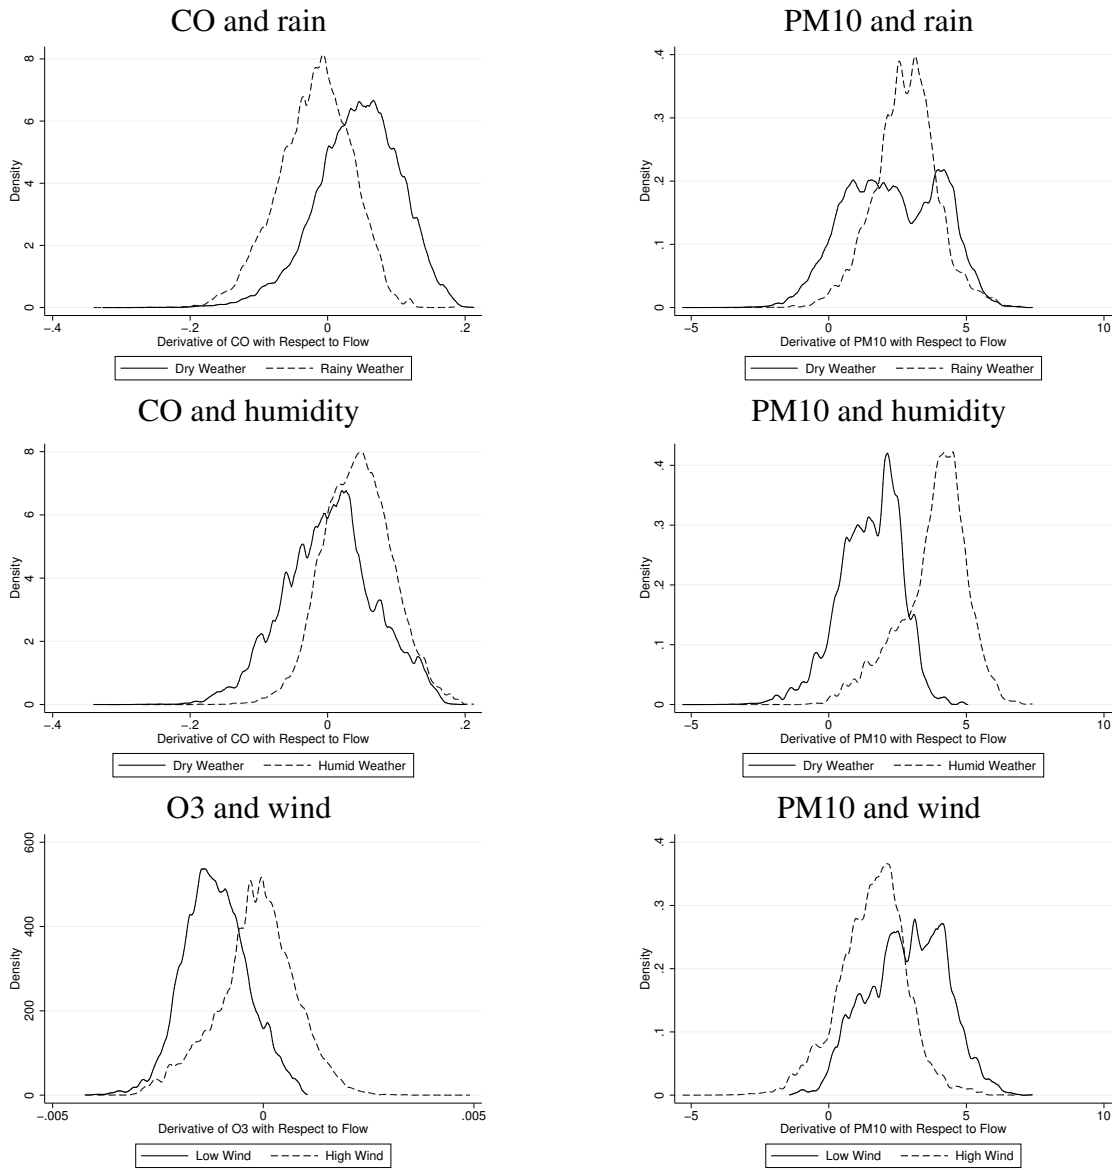 CO and rain
PM10 and rain
Density
0 2 4 6 8
−.4 −.2 0 .2
Derivative of CO with Respect to Flow
Dry Weather Rainy Weather
Density
0 .1 .2 .3 .4
−5 0 5 10
Derivative of PM10 with Respect to Flow
Dry Weather Rainy Weather
CO and humidity
PM10 and humidity
Density
0 2 4 6 8
−.4 −.2 0 .2
Derivative of CO with Respect to Flow
Dry Weather Humid Weather
Density
0 .1 .2 .3 .4
−5 0 5 10
Derivative of PM10 with Respect to Flow
Dry Weather Humid Weather
O3 and wind
PM10 and wind
Density
0 200 400 600
−.005 0 .005
Derivative of O3 with Respect to Flow
Low Wind High Wind
Density
0 .1 .2 .3 .4
−5 0 5 10
Derivative of PM10 with Respect to Flow
Low Wind High Wind